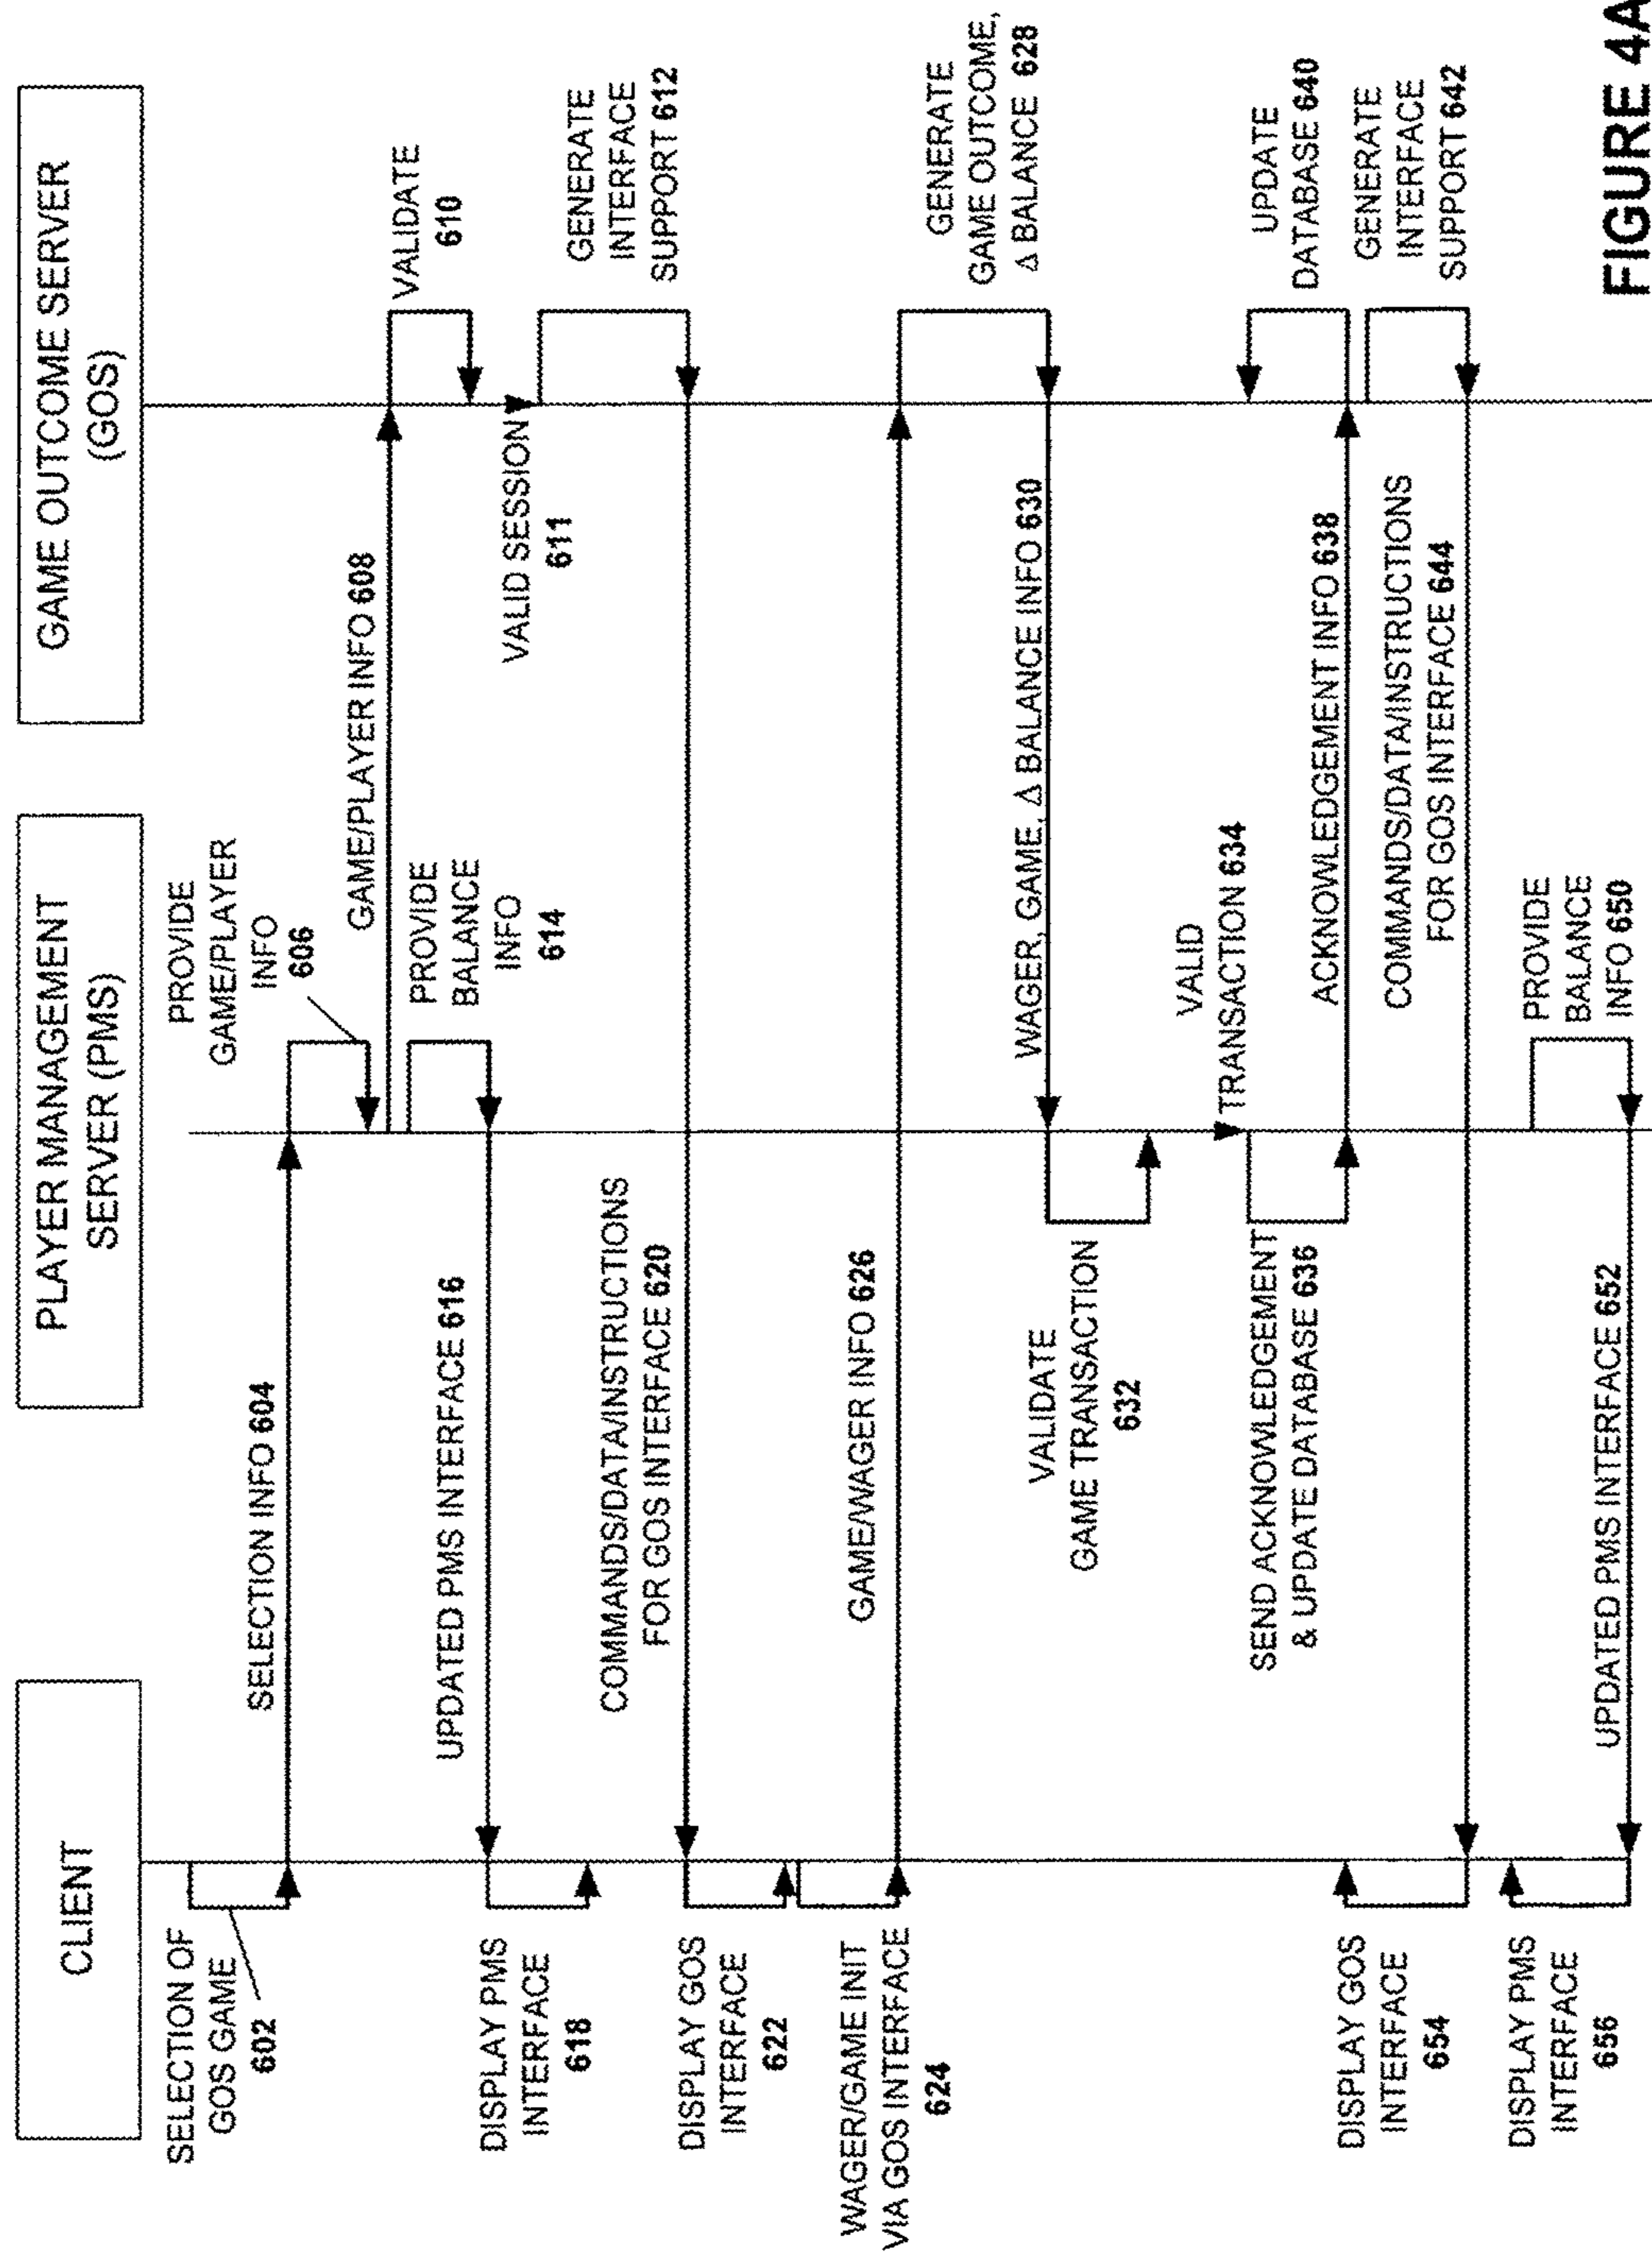 CLIENT
PLAYER MANAGEMENT
SERVER (PMS)
GAME OUTCOME SERVER
(GOS)
SELECTION OF
GOS GAME
602
SELECTION INFO 604
PROVIDE
GAME/PLAYER
INFO
606
GAME/PLAYER INFO 608
VALIDATE
610
VALID SESSION
611
GENERATE
INTERFACE
SUPPORT 612
PROVIDE
BALANCE
INFO
614
UPDATED PMS INTERFACE 616
DISPLAY PMS
INTERFACE
618
COMMANDS/DATA/INSTRUCTIONS
FOR GOS INTERFACE 620
DISPLAY GOS
INTERFACE
622
WAGER/GAME INIT
VIA GOS INTERFACE
624
GAME/WAGER INFO 626
GENERATE
GAME OUTCOME,
Δ BALANCE 628
WAGER, GAME, Δ BALANCE INFO 630
VALIDATE
GAME TRANSACTION
632
VALID
TRANSACTION 634
SEND ACKNOWLEDGEMENT
& UPDATE DATABASE 636
ACKNOWLEDGEMENT INFO 638
UPDATE
DATABASE 640
GENERATE
INTERFACE
SUPPORT 642
COMMANDS/DATA/INSTRUCTIONS
FOR GOS INTERFACE 644
PROVIDE
BALANCE
INFO 650
UPDATED PMS INTERFACE 652
DISPLAY GOS
INTERFACE
654
DISPLAY PMS
INTERFACE
656
FIGURE 4A